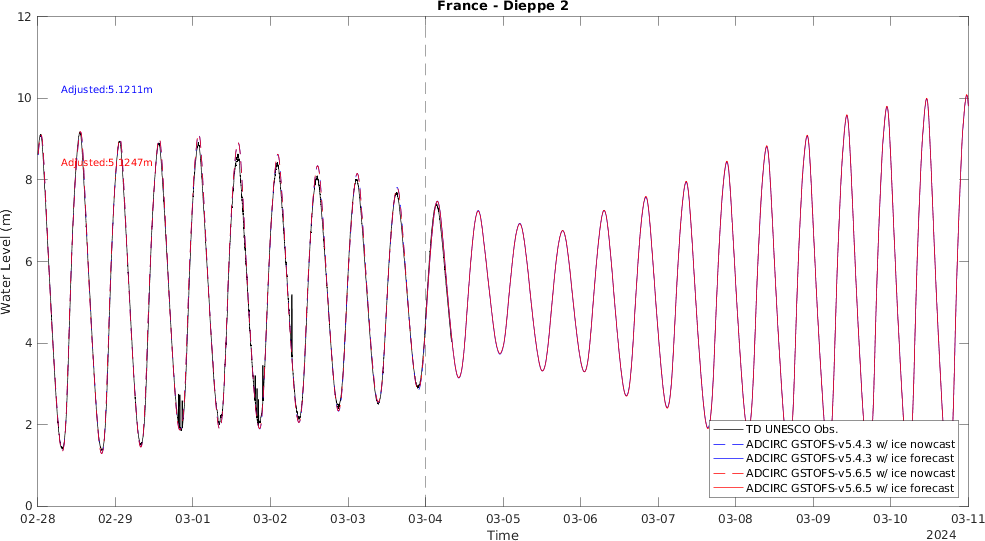 France - Dieppe 2
12
10
8
6
4
2
0
Water Level (m)
Adjusted:5.1211m
Adjusted:5.1247m
TD UNESCO Obs.
ADCIRC GSTOFS-v5.4.3 w/ ice nowcast
ADCIRC GSTOFS-v5.4.3 w/ ice forecast
ADCIRC GSTOFS-v5.6.5 w/ ice nowcast
ADCIRC GSTOFS-v5.6.5 w/ ice forecast
02-28 02-29 03-01 03-02 03-03 03-04 03-05 03-06 03-07 03-08 03-09 03-10 03-11
Time
2024